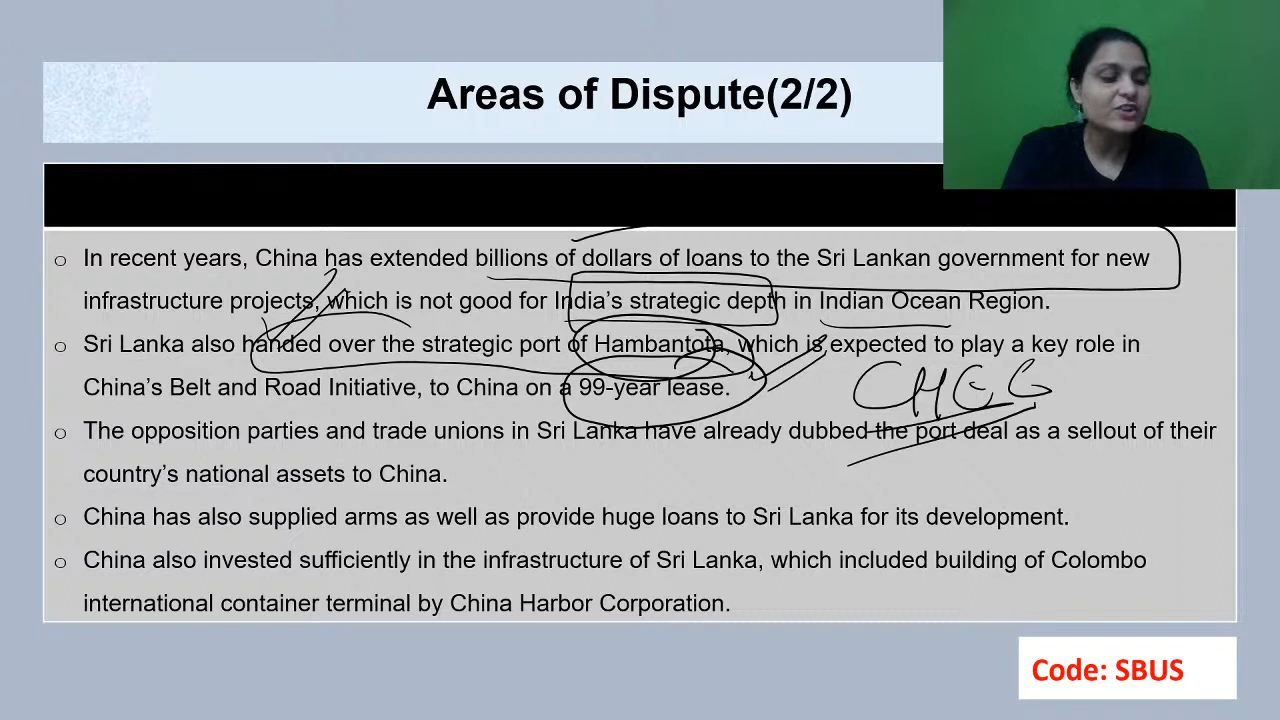 Areas of Dispute(2/2)
o In recent years, China has extended billions of dollars of loans to the Sri Lankan government for new
infrastructure projects, which is not good for India's strategic depth in Indian Ocean Region.
o Sri Lanka also handed over the strategic port of Hambantota, which is expected to play a key role in
China's Belt and Road Initiative, to China on a 99-year lease.
o The opposition parties and trade unions in Sri Lanka have already dubbed the port deal as a sellout of their
country's national assets to China.
o China has also supplied arms as well as provide huge loans to Sri Lanka for its development.
o China also invested sufficiently in the infrastructure of Sri Lanka, which included building of Colombo
international container terminal by China Harbor Corporation.
Code: SBUS